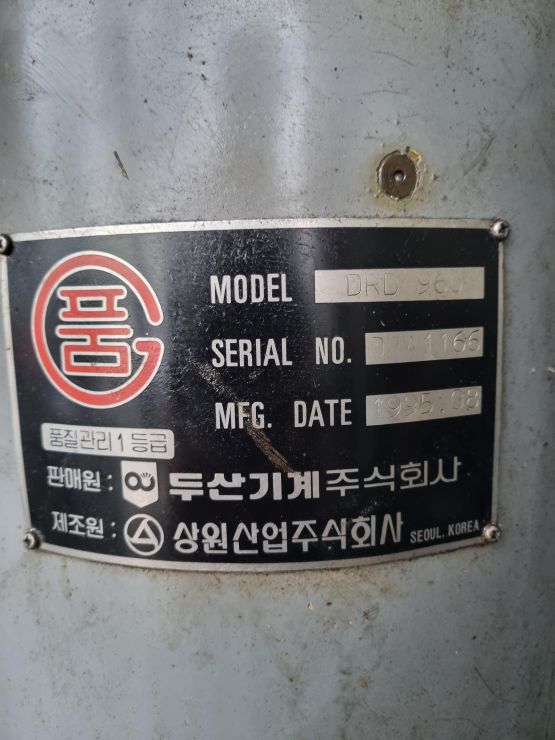 품
MODEL DRD 960
SERIAL NO. 1166
MFG. DATE 1995.08
품질관리1등급
판매원 : 두산기계주식회사
제조원 : 상원산업주식회사 SEOUL. KOREA